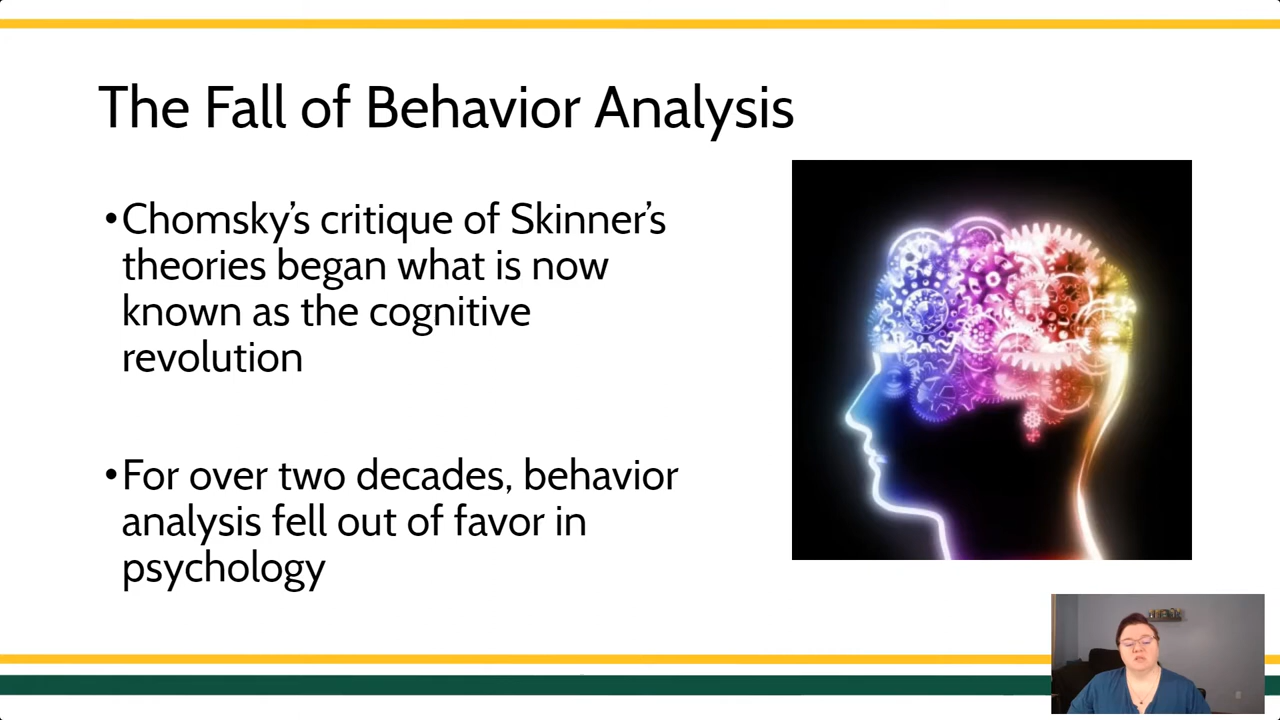 The Fall of Behavior Analysis
•Chomsky’s critique of Skinner’s
theories began what is now
known as the cognitive
revolution
•For over two decades, behavior
analysis fell out of favor in
psychology